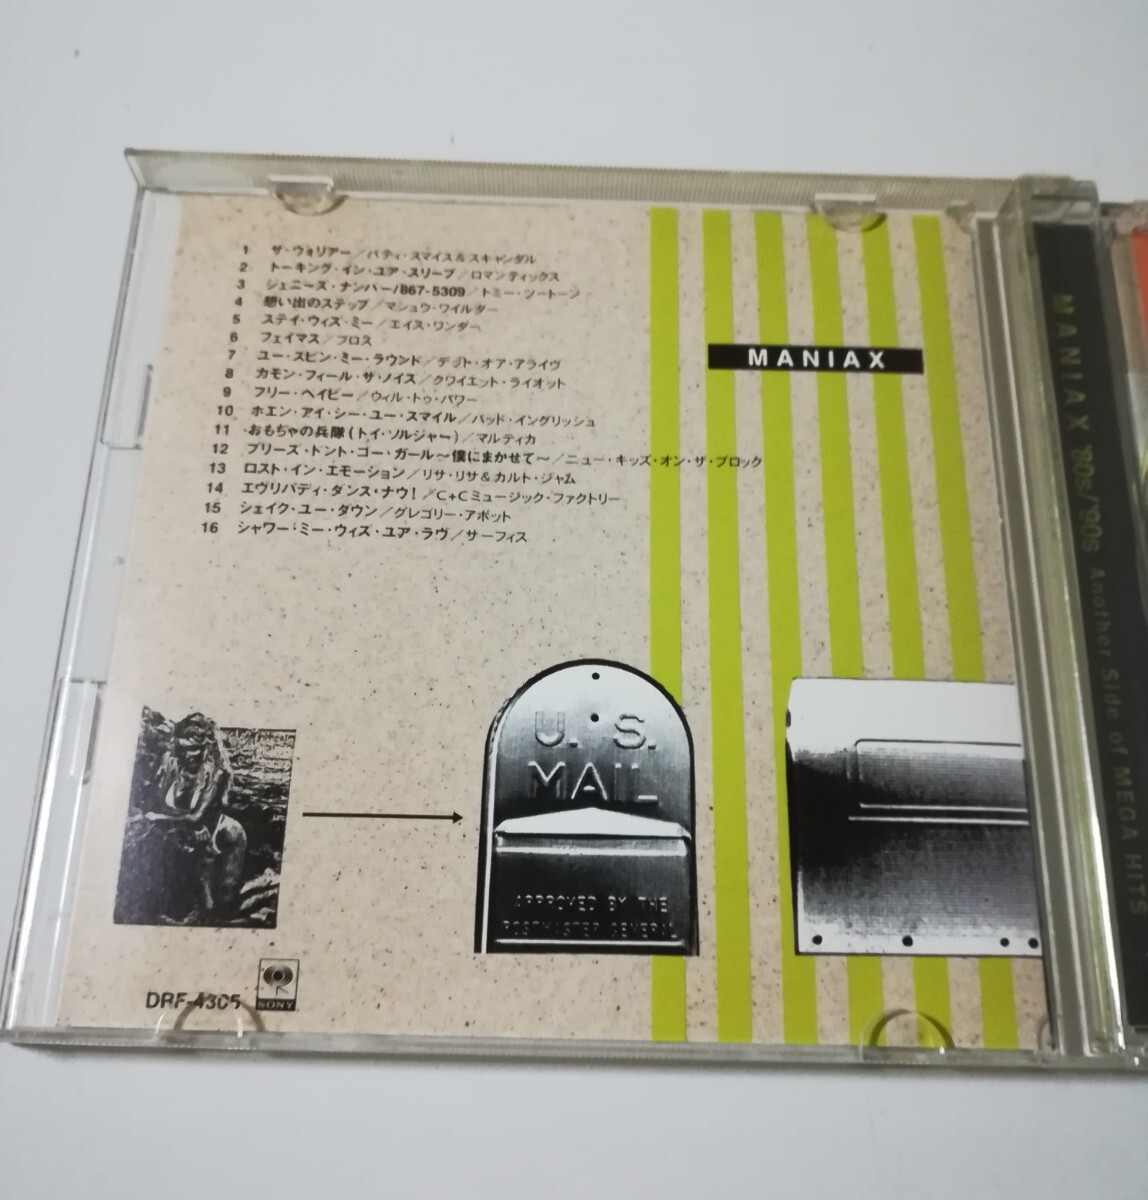 1 ザ・ウォリアー/パティ・スマイス&スキャンダル
2 トーキング・イン・ユア・スリープ/ロマンティックス
3 ジェニーズ・ナンバー/867-5309/トミー・ツートーン
4 想い出のステップ/マシュウ・ワイルダー
5 ステイ・ウィズ・ミー/エイス・ワンダー
6 フェイマス/ブロス
7 ユー・スピン・ミー・ラウンド/デッド・オア・アライヴ
8 カモン・フィール・ザ・ノイズ/クワイエット・ライオット
9 フリー・ベイビー/ウィル・トゥ・パワー
10 ホエン・アイ・シー・ユー・スマイル/バッド・イングリッシュ
11 おもちゃの兵隊(トイ・ソルジャー)/マルティカ
12 プリーズ・ドント・ゴー・ガール〜僕にまかせて〜/ニュー・キッズ・オン・ザ・ブロック
13 ロスト・イン・エモーション/リサ・リサ&カルト・ジャム
14 エヴリバディ・ダンス・ナウ!/C+Cミュージック・ファクトリー
15 シェイク・ユー・ダウン/グレゴリー・アボット
16 シャワー・ミー・ウィズ・ユア・ラヴ/サーフィス
MANIAX
U.S.
MAIL
APPROVED BY THE
POSTMASTER GENERAL
DRF-4305
SONY
MANIAX '80s/'90s Another Side of MEGA HITS